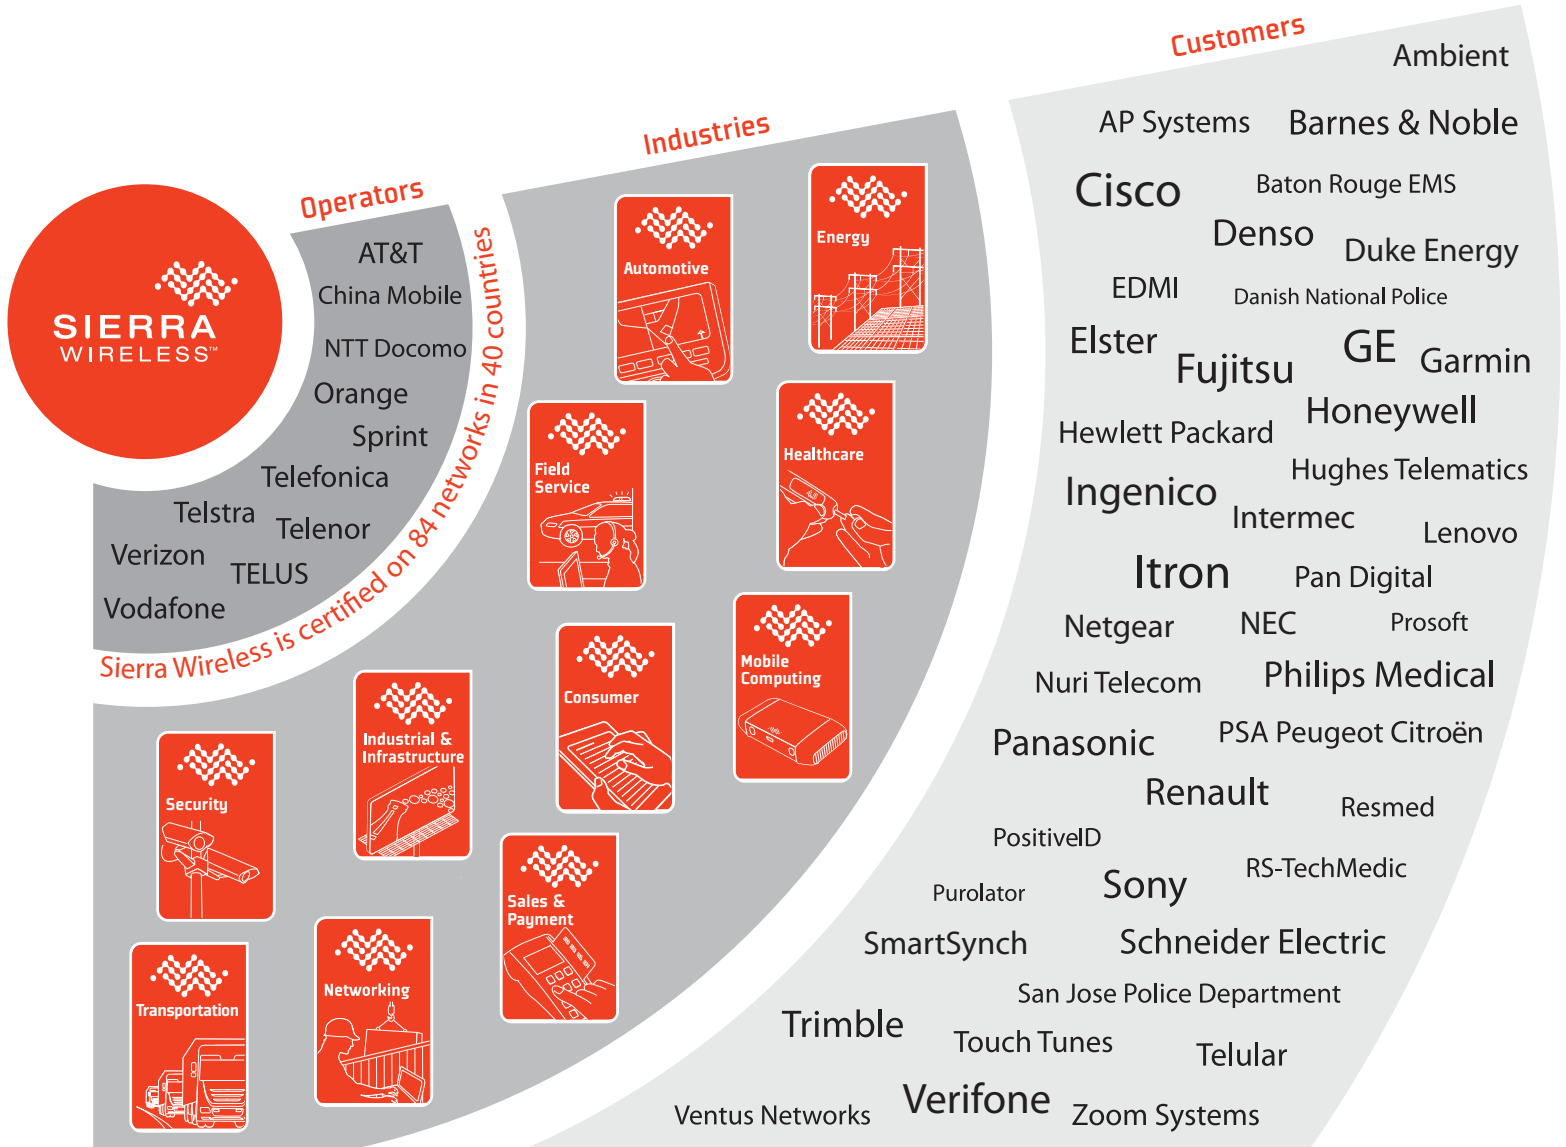 SIERRA
WIRELESS™
Operators
AT&T
China Mobile
NTT Docomo
Orange
Sprint
Telefonica
Telstra
Telenor
Verizon
TELUS
Vodafone
Sierra Wireless is certified on 84 networks in 40 countries
Industries
Automotive
Energy
Field
Service
Healthcare
Consumer
Mobile
Computing
Industrial &
Infrastructure
Security
Sales &
Payment
Networking
Transportation
Customers
Ambient
AP Systems
Barnes & Noble
Cisco
Baton Rouge EMS
Denso
Duke Energy
EDMI
Danish National Police
Elster
GE
Garmin
Fujitsu
Honeywell
Hewlett Packard
Hughes Telematics
Ingenico
Intermec
Lenovo
Itron
Pan Digital
Netgear
NEC
Prosoft
Nuri Telecom
Philips Medical
Panasonic
PSA Peugeot Citroën
Renault
Resmed
PositiveID
RS-TechMedic
Purolator
Sony
SmartSynch
Schneider Electric
San Jose Police Department
Trimble
Touch Tunes
Telular
Ventus Networks
Verifone
Zoom Systems